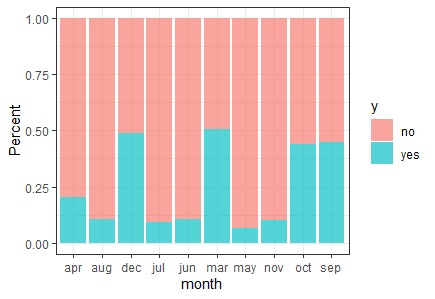 1.00
0.75
0.50
0.25
0.00
Percent
apr aug dec jul jun mar may nov oct sep
month
y
no
yes